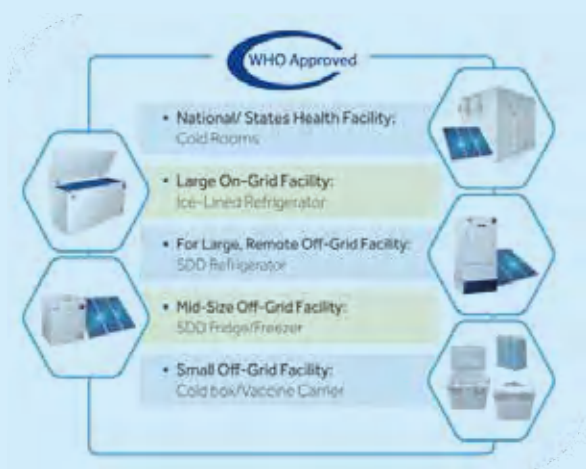 WHO Approved
• National/ States Health Facility:
Cold Rooms
• Large On-Grid Facility:
Ice-Lined Refrigerator
• For Large, Remote Off-Grid Facility:
SDD Refrigerator
• Mid-Size Off-Grid Facility:
SDD Fridge/Freezer
• Small Off-Grid Facility:
Cold box/Vaccine Carrier